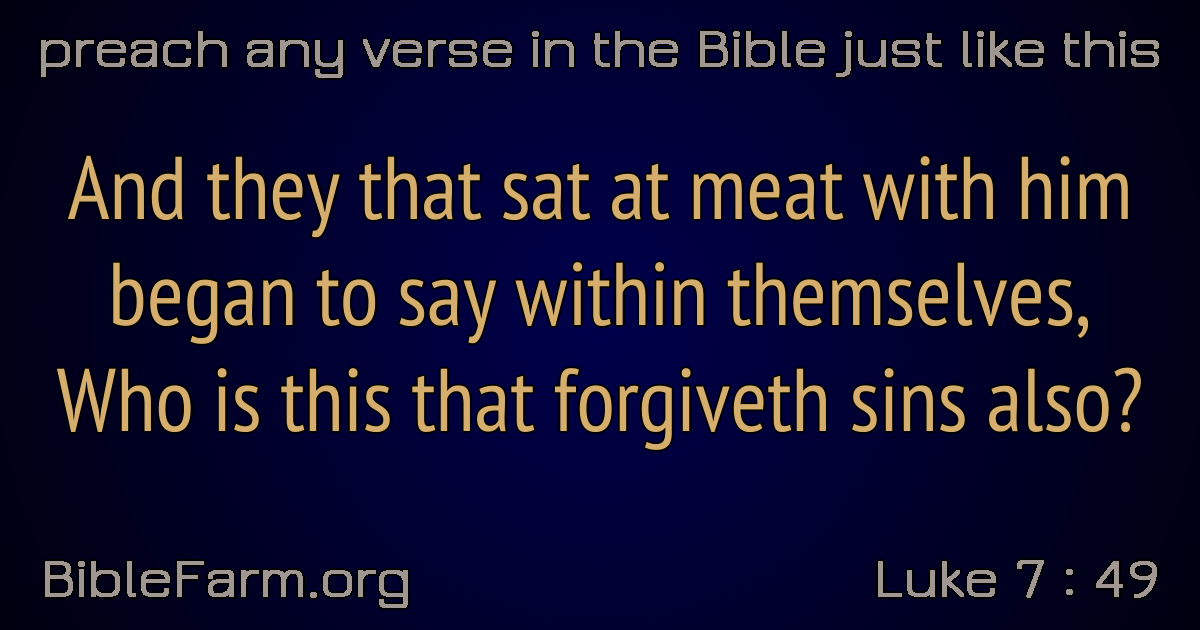 preach any verse in the Bible just like this
And they that sat at meat with him
began to say within themselves,
Who is this that forgiveth sins also?
BibleFarm.org
Luke 7 : 49